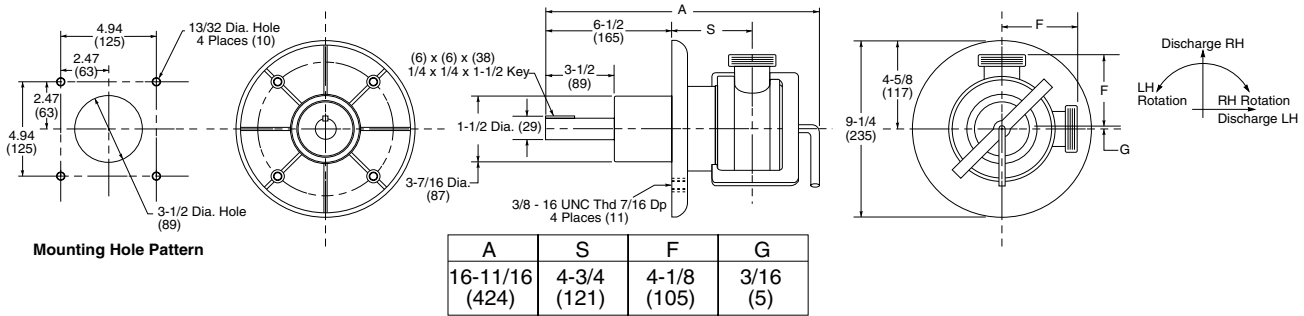 4.94
(125)
2.47
(63)
13/32 Dia. Hole
4 Places (10)
2.47
(63)
4.94
(125)
3-1/2 Dia. Hole
(89)
Mounting Hole Pattern
A
6-1/2
(165)
S
(6) x (6) x (38)
1/4 x 1/4 x 1-1/2 Key
3-1/2
(89)
1-1/2 Dia. (29)
3-7/16 Dia.
(87)
3/8 - 16 UNC Thd 7/16 Dp
4 Places (11)
F
4-5/8
(117)
9-1/4
(235)
F
G
Discharge RH
LH
Rotation
RH Rotation
Discharge LH
A S F G
16-11/16 4-3/4 4-1/8 3/16
(424) (121) (105) (5)